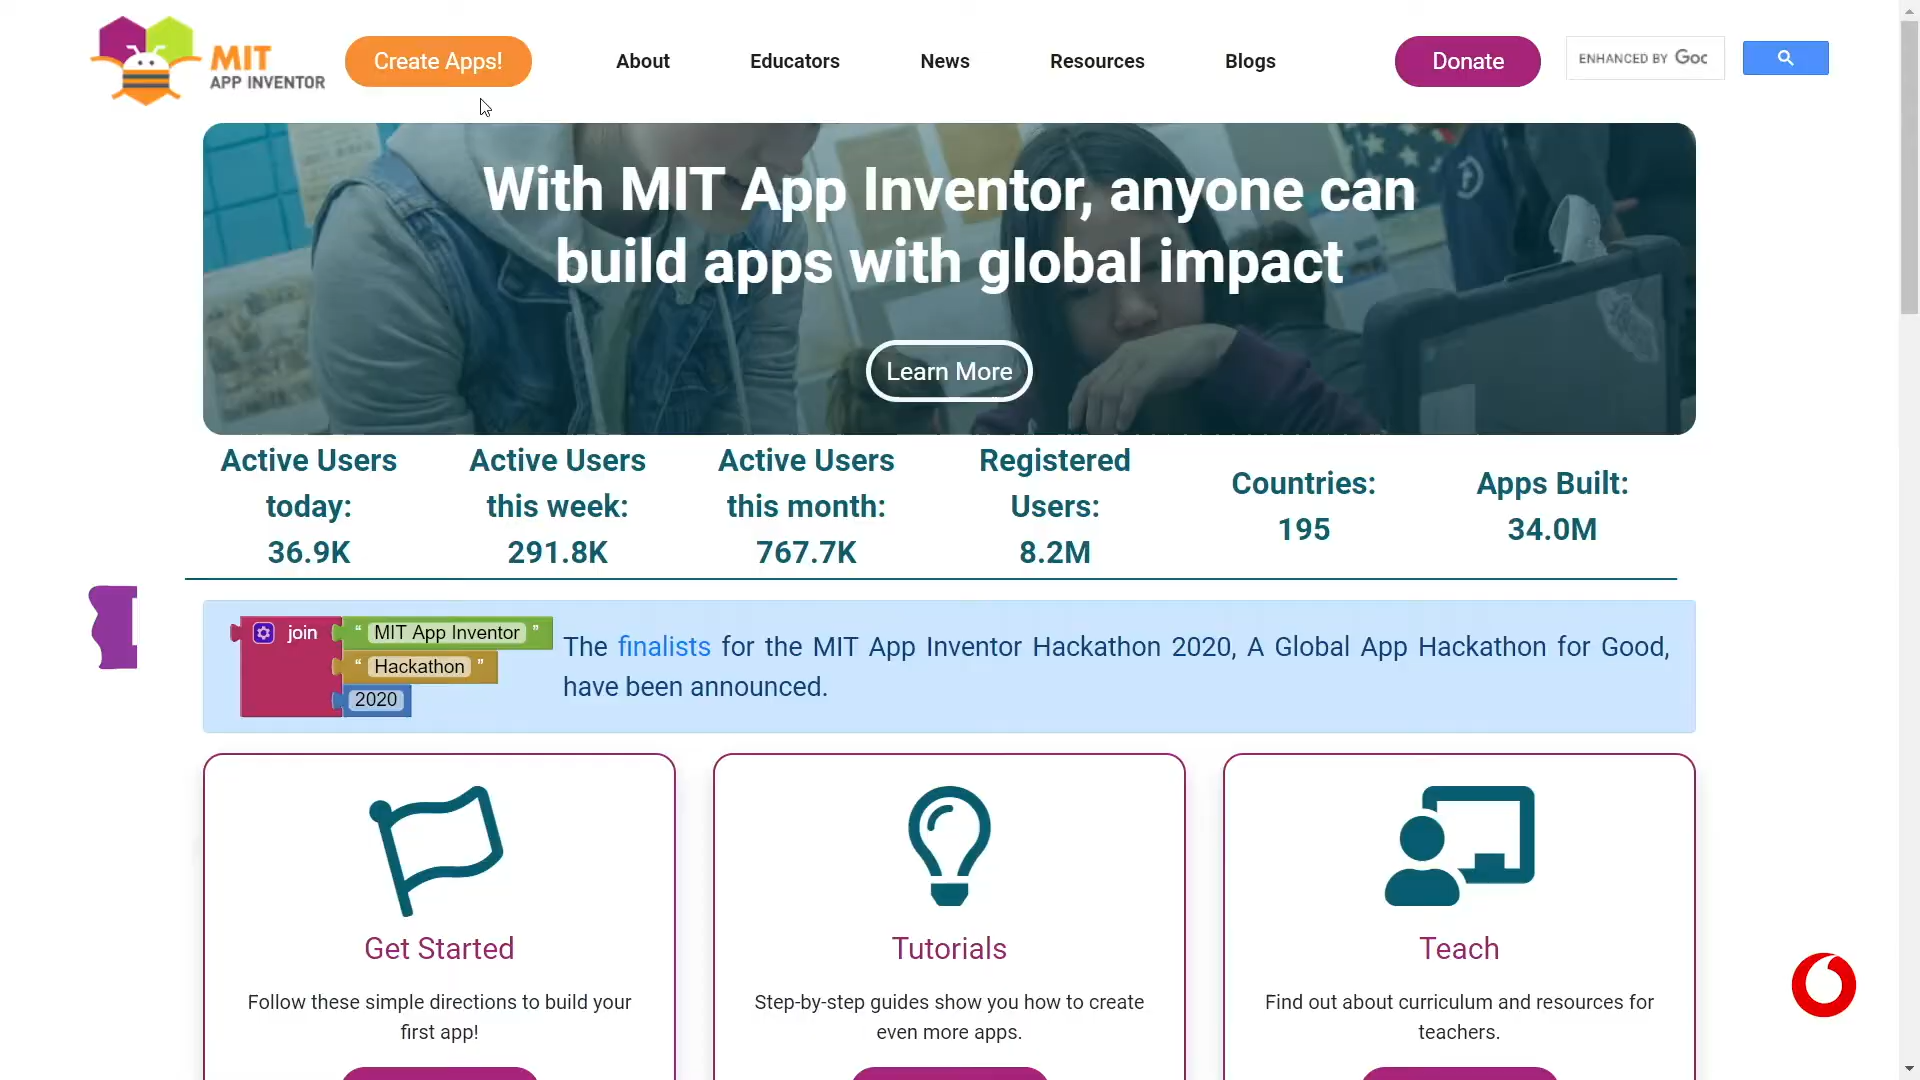 MIT
APP INVENTOR
Create Apps!
About
Educators
News
Resources
Blogs
Donate
ENHANCED BY Goo
With MIT App Inventor, anyone can
build apps with global impact
Learn More
Active Users
today:
36.9K
Active Users
this week:
291.8K
Active Users
this month:
767.7K
Registered
Users:
8.2M
Countries:
195
Apps Built:
34.0M
join
“ MIT App Inventor ”
“ Hackathon ”
2020
The finalists for the MIT App Inventor Hackathon 2020, A Global App Hackathon for Good,
have been announced.
Get Started
Follow these simple directions to build your
first app!
Tutorials
Step-by-step guides show you how to create
even more apps.
Teach
Find out about curriculum and resources for
teachers.